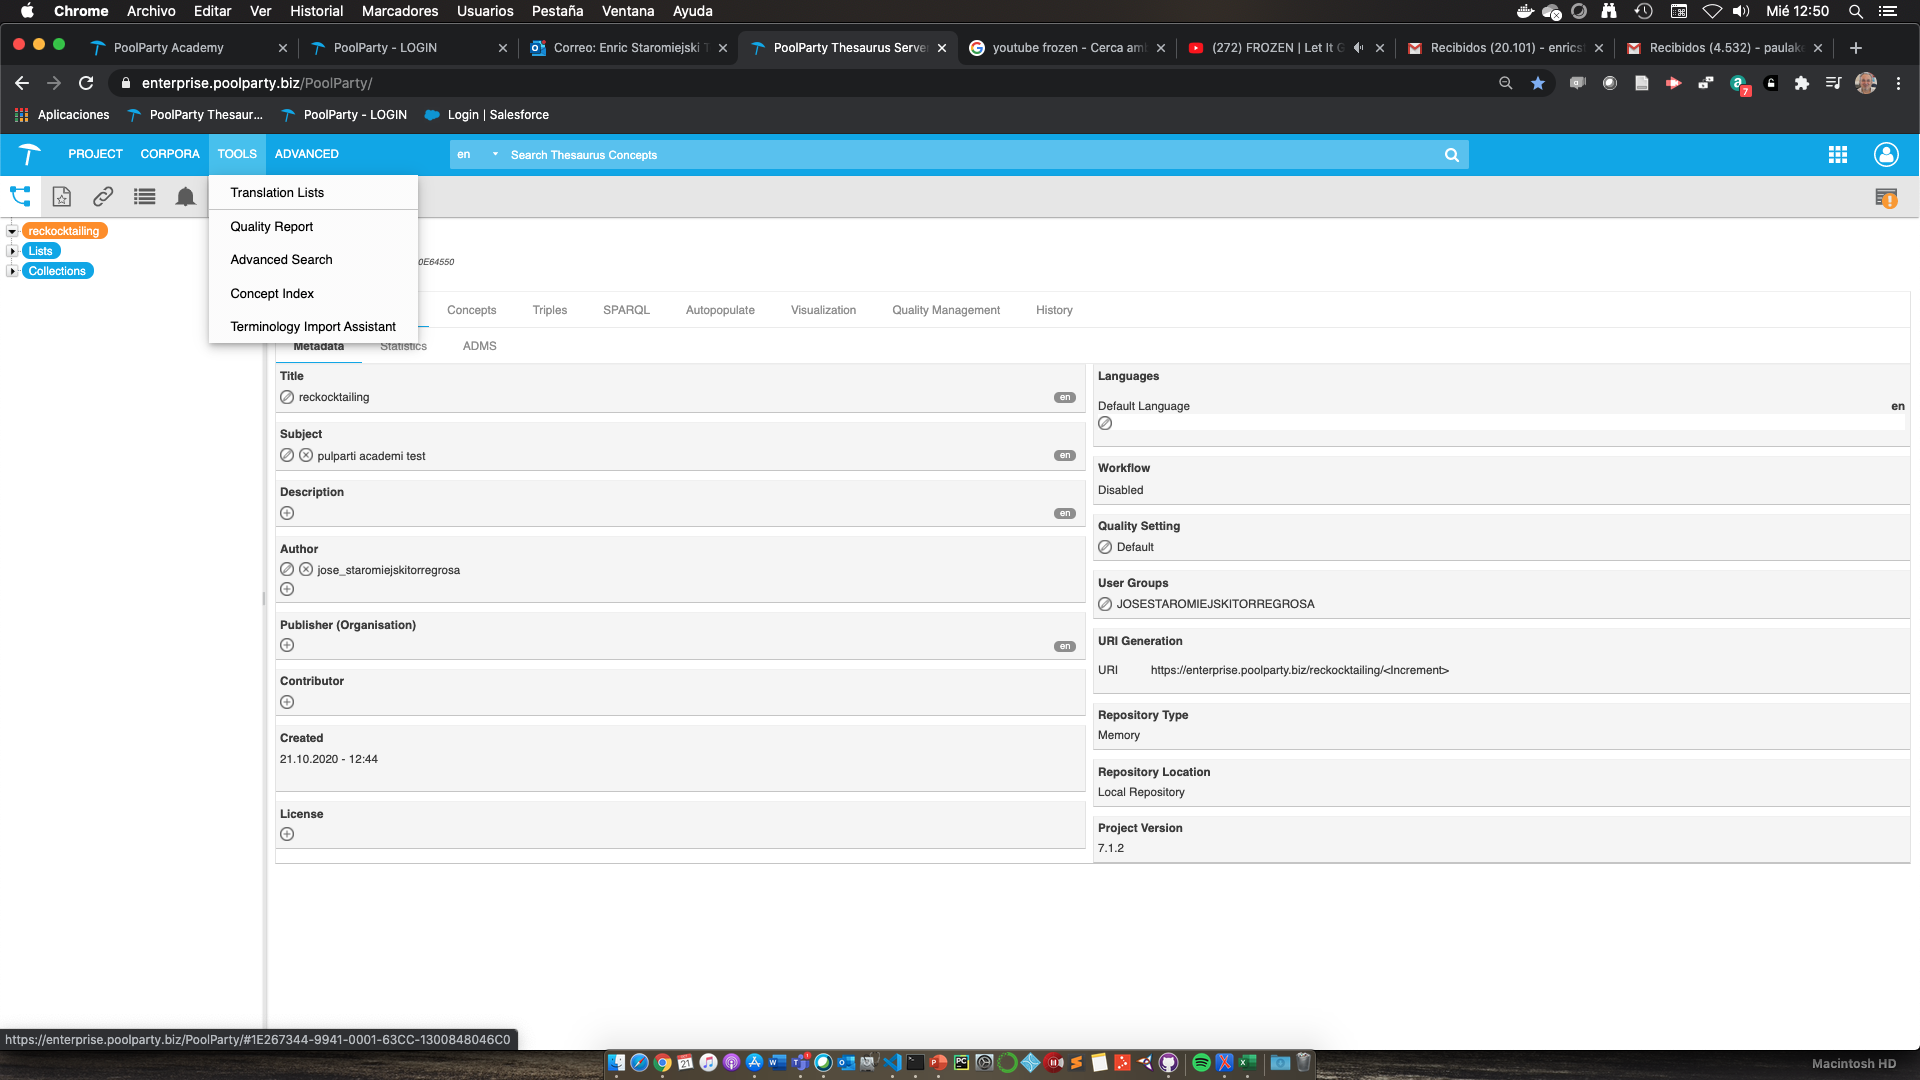 Chrome Archivo Editar Ver Historial Marcadores Usuarios Pestaña Ventana Ayuda Mié 12:50
PoolParty Academy PoolParty - LOGIN Correo: Enric Staromiejski T PoolParty Thesaurus Server youtube frozen - Cerca am (272) FROZEN | Let It G Recibidos (20.101) - enrics Recibidos (4.532) - paulak
enterprise.poolparty.biz/PoolParty/
7
Aplicaciones PoolParty Thesaur... PoolParty - LOGIN Login | Salesforce
PROJECT CORPORA TOOLS ADVANCED en Search Thesaurus Concepts
Translation Lists
Quality Report
Advanced Search
Concept Index
Terminology Import Assistant
reckocktailing
Lists
Collections
0E64550
Concepts Triples SPARQL Autopopulate Visualization Quality Management History
Metadata Statistics ADMS
Title
reckocktailing en
Subject
pulparti academi test en
Description
en
Author
jose_staromiejskitorregrosa
Publisher (Organisation)
en
Contributor
Created
21.10.2020 - 12:44
License
Languages
Default Language en
Workflow
Disabled
Quality Setting
Default
User Groups
JOSESTAROMIEJSKITORREGROSA
URI Generation
URI https://enterprise.poolparty.biz/reckocktailing/<Increment>
Repository Type
Memory
Repository Location
Local Repository
Project Version
7.1.2
https://enterprise.poolparty.biz/PoolParty/#1E267344-9941-0001-63CC-1300848046C0
21
PC
Macintosh HD